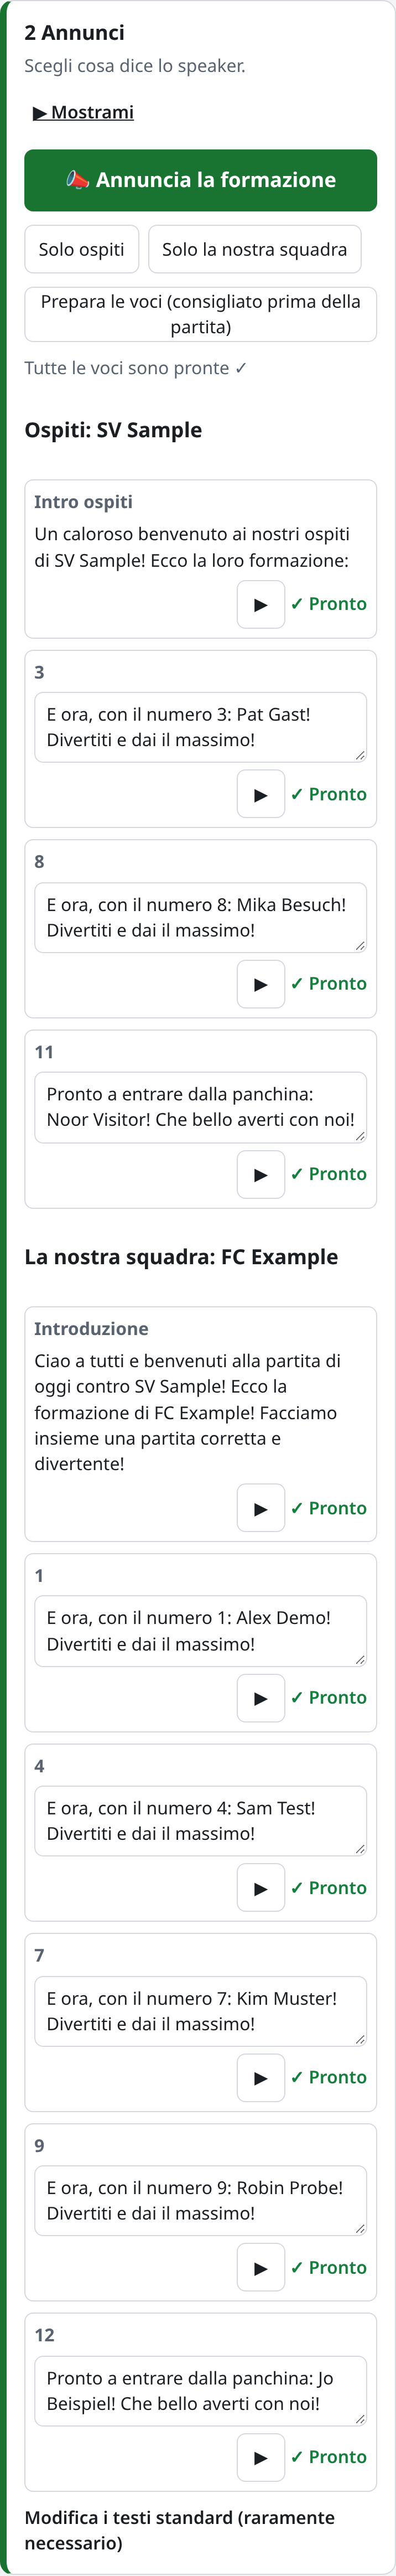 2 Annunci
Scegli cosa dice lo speaker.
▶ Mostrami
📣 Annuncia la formazione
Solo ospiti
Solo la nostra squadra
Prepara le voci (consigliato prima della
partita)
Tutte le voci sono pronte ✓
Ospiti: SV Sample
Intro ospiti
Un caloroso benvenuto ai nostri ospiti
di SV Sample! Ecco la loro formazione:
▶ ✓ Pronto
3
E ora, con il numero 3: Pat Gast!
Divertiti e dai il massimo!
▶ ✓ Pronto
8
E ora, con il numero 8: Mika Besuch!
Divertiti e dai il massimo!
▶ ✓ Pronto
11
Pronto a entrare dalla panchina:
Noor Visitor! Che bello averti con noi!
▶ ✓ Pronto
La nostra squadra: FC Example
Introduzione
Ciao a tutti e benvenuti alla partita di
oggi contro SV Sample! Ecco la
formazione di FC Example! Facciamo
insieme una partita corretta e
divertente!
▶ ✓ Pronto
1
E ora, con il numero 1: Alex Demo!
Divertiti e dai il massimo!
▶ ✓ Pronto
4
E ora, con il numero 4: Sam Test!
Divertiti e dai il massimo!
▶ ✓ Pronto
7
E ora, con il numero 7: Kim Muster!
Divertiti e dai il massimo!
▶ ✓ Pronto
9
E ora, con il numero 9: Robin Probe!
Divertiti e dai il massimo!
▶ ✓ Pronto
12
Pronto a entrare dalla panchina: Jo
Beispiel! Che bello averti con noi!
▶ ✓ Pronto
Modifica i testi standard (raramente
necessario)